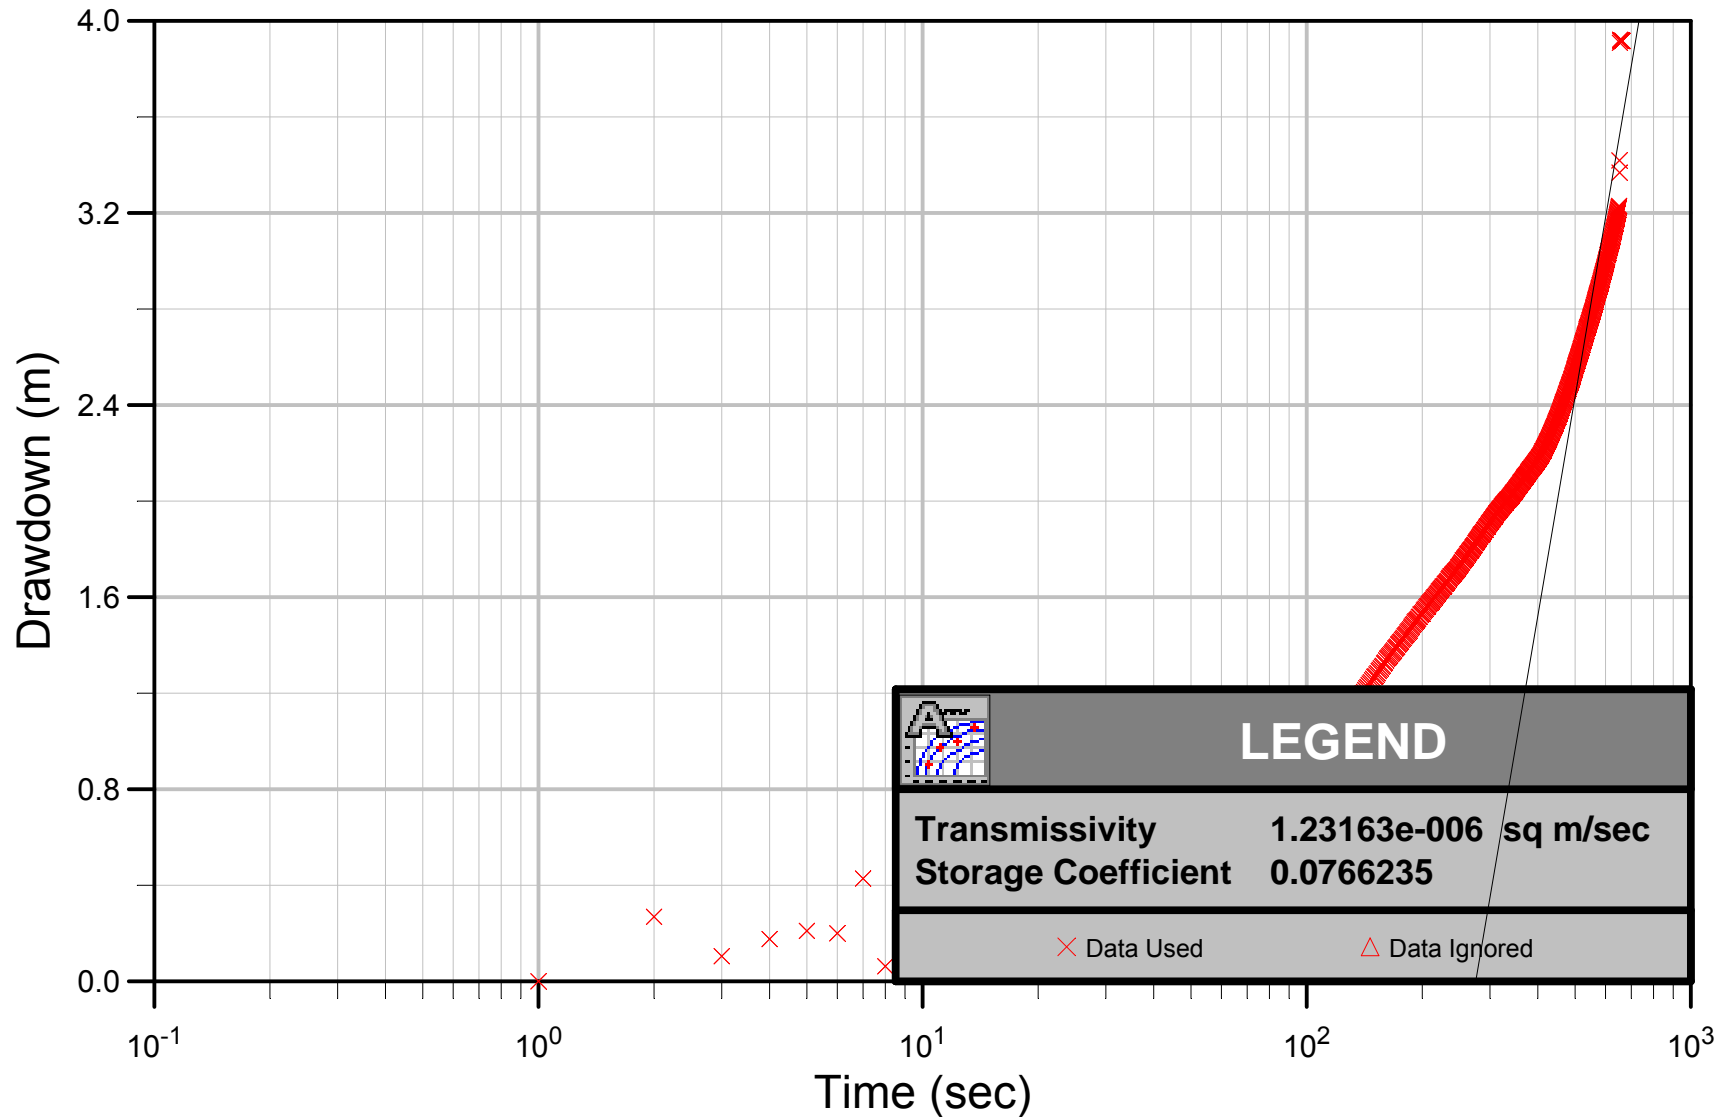 4.0
3.2
2.4
1.6
0.8
0.0
Drawdown (m)
LEGEND
Transmissivity 1.23163e-006 sq m/sec
Storage Coefficient 0.0766235
Data Used Data Ignored
10-1 100 101 102 103
Time (sec)